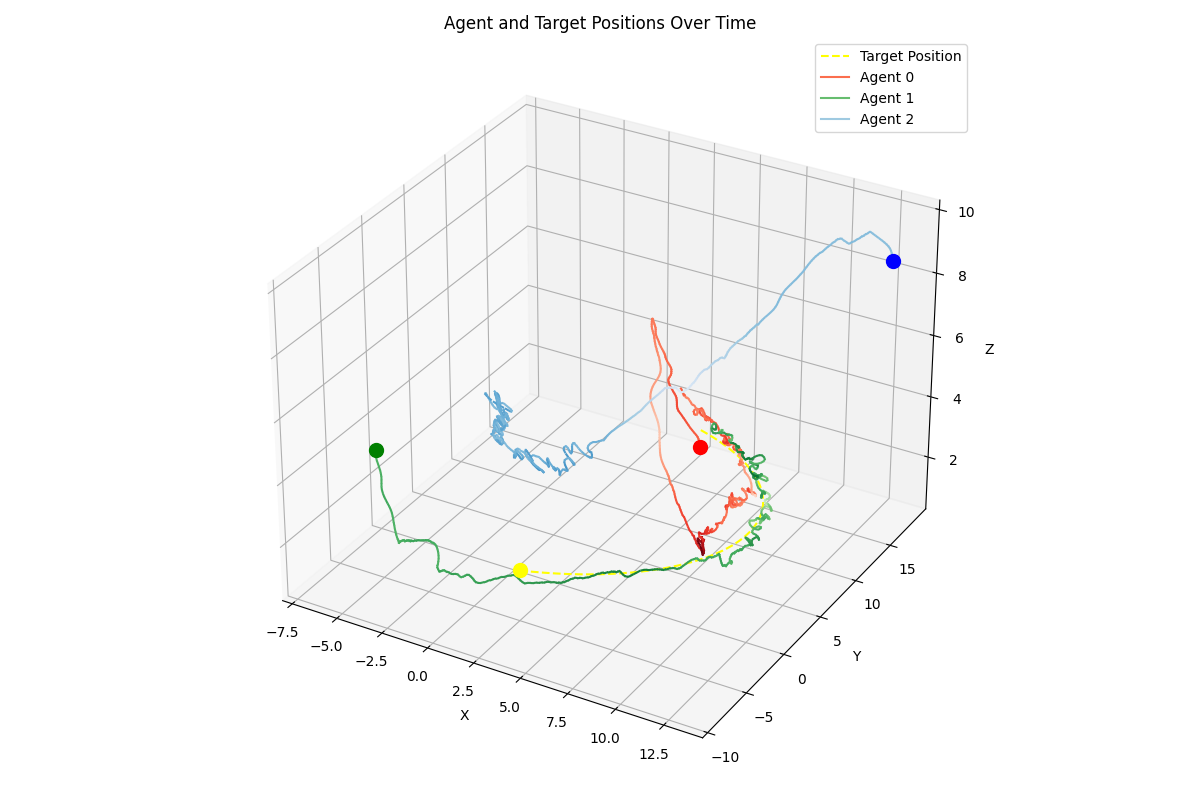 Agent and Target Positions Over Time
Target Position
Agent 0
Agent 1
Agent 2
10
8
6
4
2
Z
15
10
5
0
−5
−10
Y
−7.5
−5.0
−2.5
0.0
2.5
5.0
7.5
10.0
12.5
X